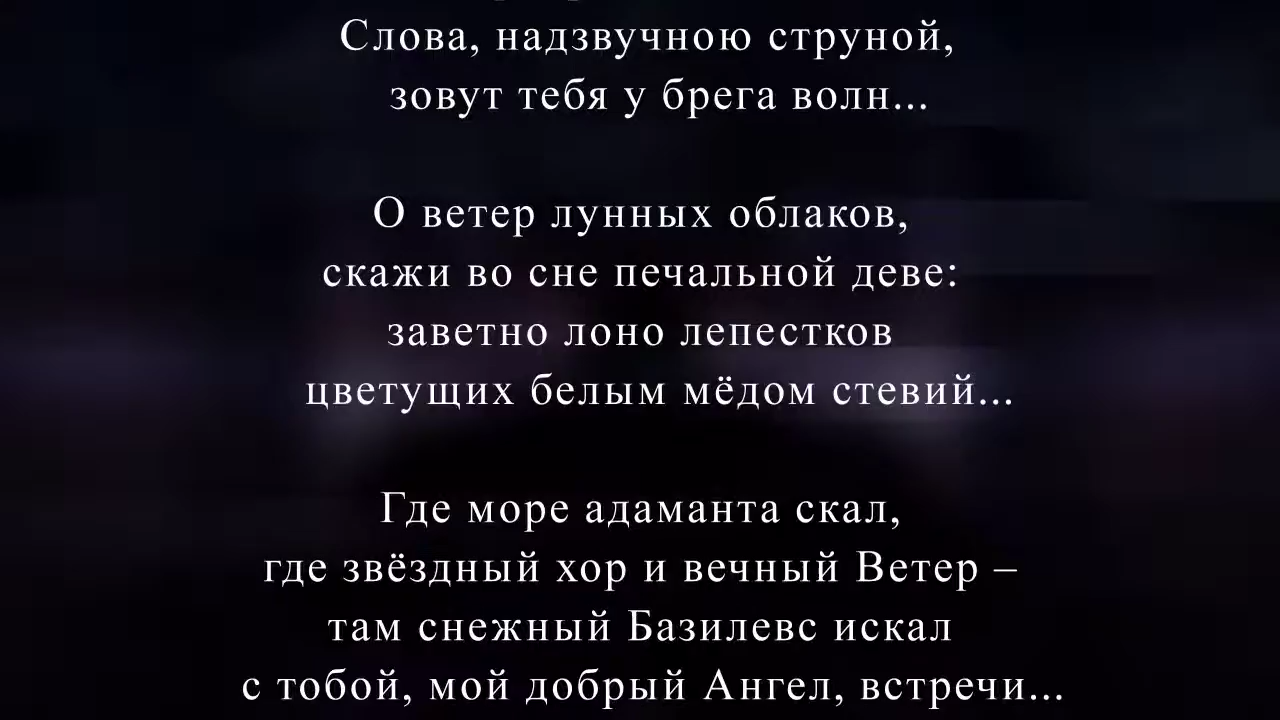 Слова, надзвучною струной,
зовут тебя у брега волн...
О ветер лунных облаков,
скажи во сне печальной деве:
заветно лоно лепестков
цветущих белым мёдом стевий...
Где море адаманта скал,
где звёздный хор и вечный Ветер –
там снежный Базилевс искал
с тобой, мой добрый Ангел, встречи...